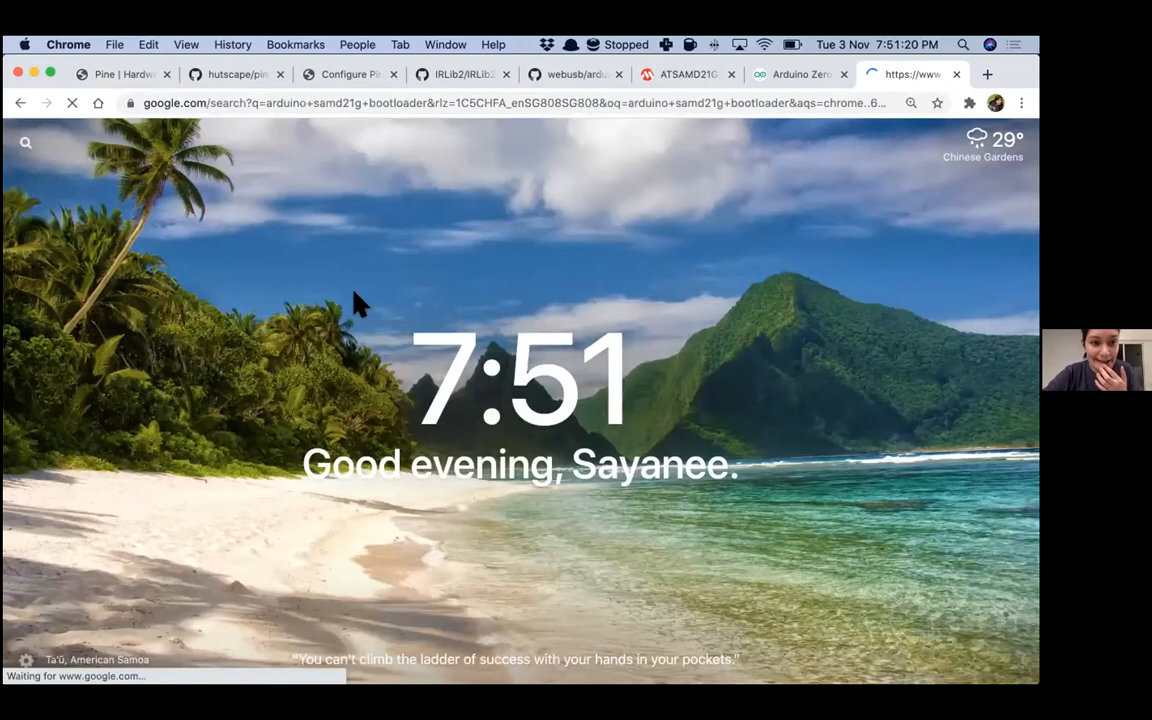 Chrome File Edit View History Bookmarks People Tab Window Help Stopped Tue 3 Nov 7:51:20 PM
Pine | Hardw hutscape/pin Configure Pi IRLib2/IRLib2 webusb/ardu ATSAMD21G Arduino Zero https://www
google.com/search?q=arduino+samd21g+bootloader&rlz=1C5CHFA_enSG808SG808&oq=arduino+samd21g+bootloader&aqs=chrome..6...
29°
Chinese Gardens
7:51
Good evening, Sayanee.
Ta'ū, American Samoa
"You can't climb the ladder of success with your hands in your pockets."
Waiting for www.google.com...